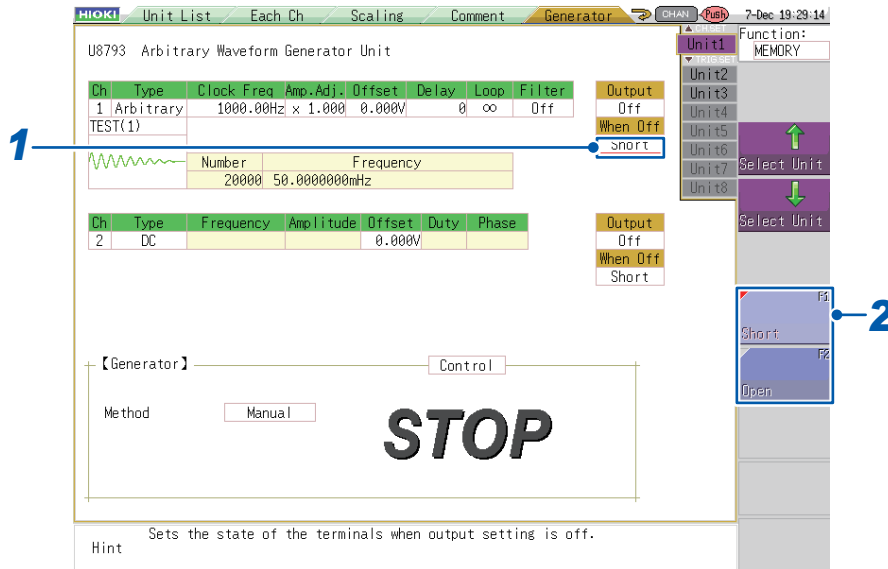 HIOKI Unit List Each Ch Scaling Comment Generator CHAN Push 7-Dec 19:29:14
▲ CH.SET
Function:
MEMORY
U8793 Arbitrary Waveform Generator Unit
Unit1
▼ TRIG.SET
Unit2
Unit3
Unit4
Unit5
Unit6
Unit7
Unit8
Select Unit
Select Unit
Ch Type Clock Freq Amp.Adj. Offset Delay Loop Filter Output
1 Arbitrary 1000.00Hz x 1.000 0.000V 0 ∞ Off Off
TEST(1) When Off
1
Short
Number Frequency
20000 50.0000000mHz
Ch Type Frequency Amplitude Offset Duty Phase Output
2 DC 0.000V Off
When Off
Short
F1
Short
2
F2
Open
【Generator】 Control
Method Manual
STOP
Hint Sets the state of the terminals when output setting is off.